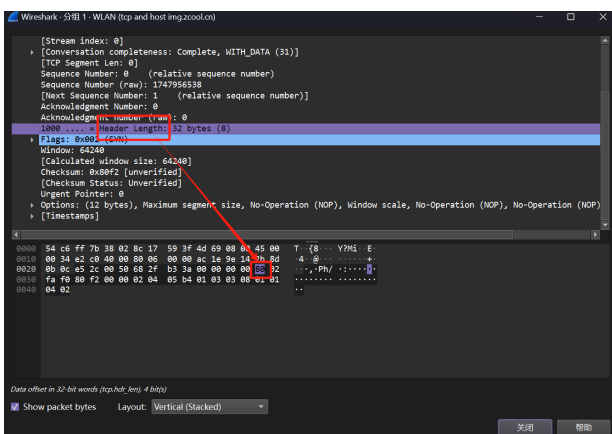 Wireshark · 分组 1 · WLAN (tcp and host img.zcool.cn)
[Stream index: 0]
[Conversation completeness: Complete, WITH_DATA (31)]
[TCP Segment Len: 0]
Sequence Number: 0 (relative sequence number)
Sequence Number (raw): 1747956538
[Next Sequence Number: 1 (relative sequence number)]
Acknowledgment Number: 0
Acknowledgment number (raw): 0
1000 .... = Header Length: 32 bytes (8)
Flags: 0x002 (SYN)
Window: 64240
[Calculated window size: 64240]
Checksum: 0x80f2 [unverified]
[Checksum Status: Unverified]
Urgent Pointer: 0
Options: (12 bytes), Maximum segment size, No-Operation (NOP), Window scale, No-Operation (NOP), No-Operation (NOP)
[Timestamps]
0000 54 c6 ff 7b 38 02 8c 17 59 3f 4d 69 08 00 45 00 T··{8··· Y?Mi··E·
0010 00 34 e2 c0 40 00 80 06 00 00 ac 1e 9e 14 2b 8d ·4··@··· ······+·
0020 0b 0c e5 2c 00 50 68 2f b3 3a 00 00 00 00 80 02 ···,·Ph/ ·:······
0030 fa f0 80 f2 00 00 02 04 05 b4 01 03 03 08 01 01 ········ ········
0040 04 02 ··
Data offset in 32-bit words (tcp.hdr_len), 4 bit(s)
Show packet bytes Layout: Vertical (Stacked)
关闭 帮助